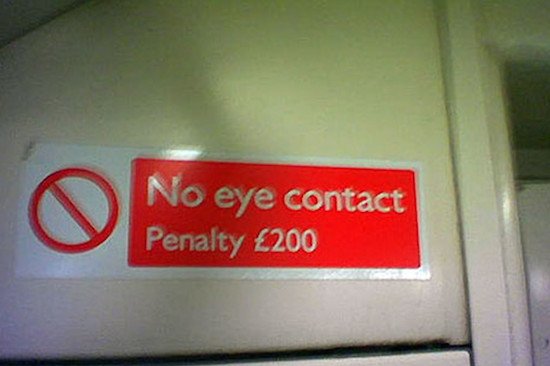 No eye contact
Penalty £200